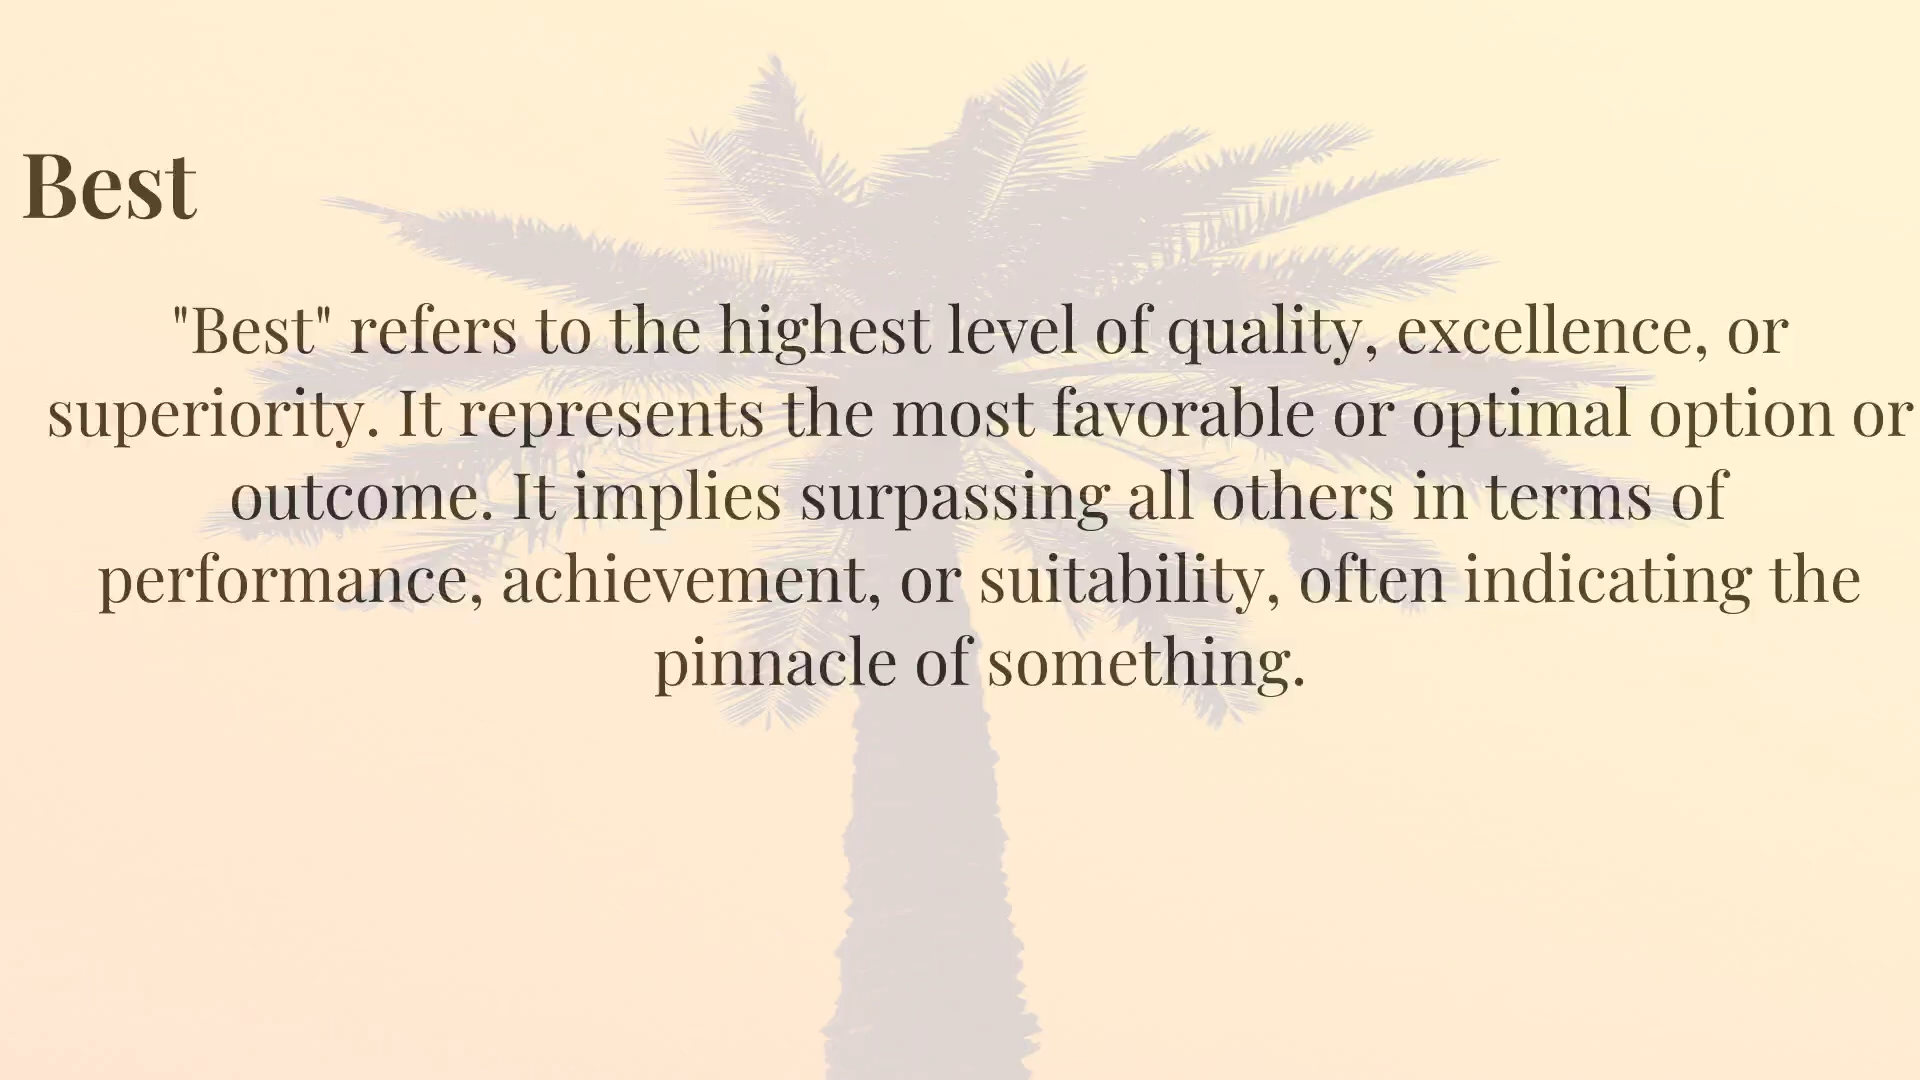 Best
"Best" refers to the highest level of quality, excellence, or
superiority. It represents the most favorable or optimal option or
outcome. It implies surpassing all others in terms of
performance, achievement, or suitability, often indicating the
pinnacle of something.